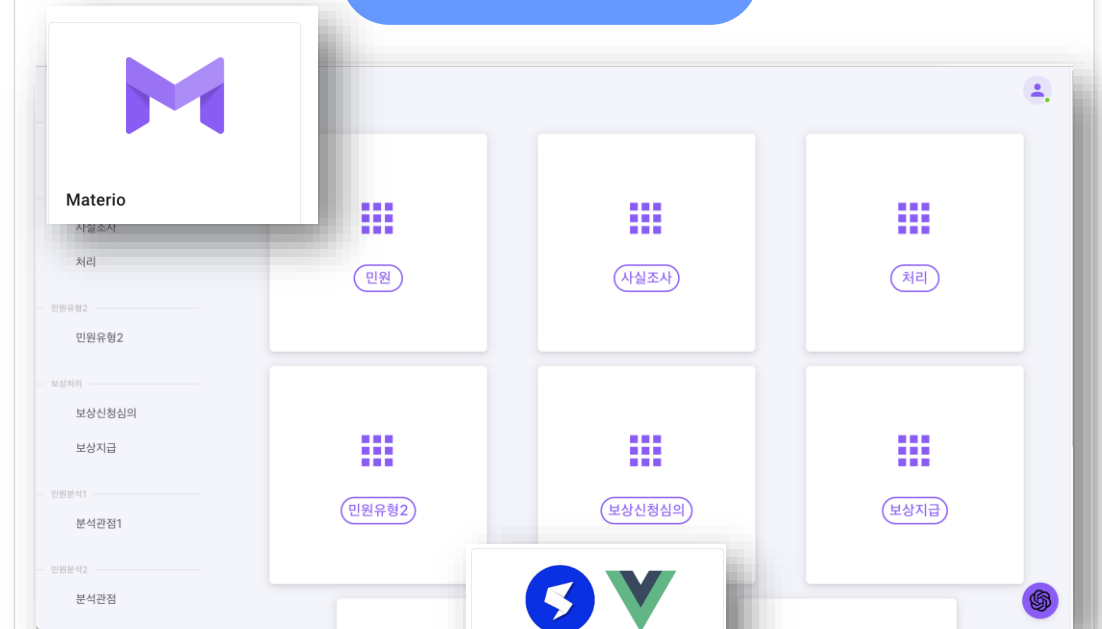 Materio
사실조사
처리
민원유형2
민원유형2
보상처리
보상신청심의
보상지급
민원분석1
분석관점1
민원분석2
분석관점
민원
사실조사
처리
민원유형2
보상신청심의
보상지급